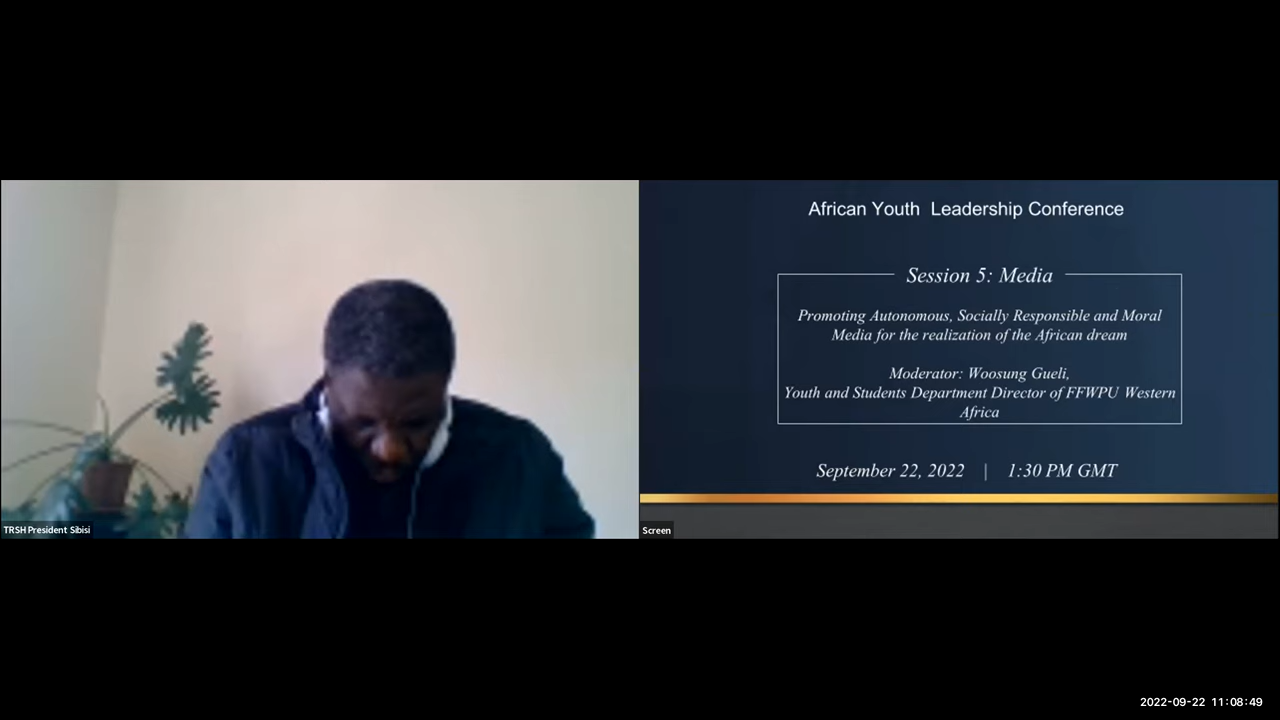 African Youth  Leadership Conference
Session 5: Media
Promoting Autonomous, Socially Responsible and Moral
Media for the realization of the African dream
Moderator: Woosung Gueli,
Youth and Students Department Director of FFWPU Western
Africa
September 22, 2022 | 1:30 PM GMT
TRSH President Sibisi
Screen
2022-09-22 11:08:49